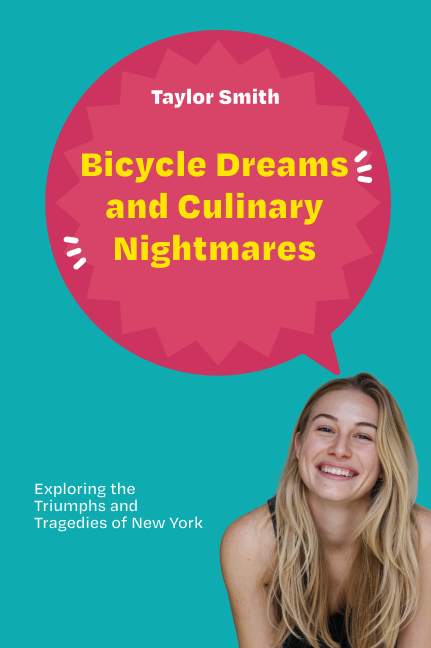 Taylor Smith
Bicycle Dreams
and Culinary
Nightmares
Exploring the
Triumphs and
Tragedies of New York